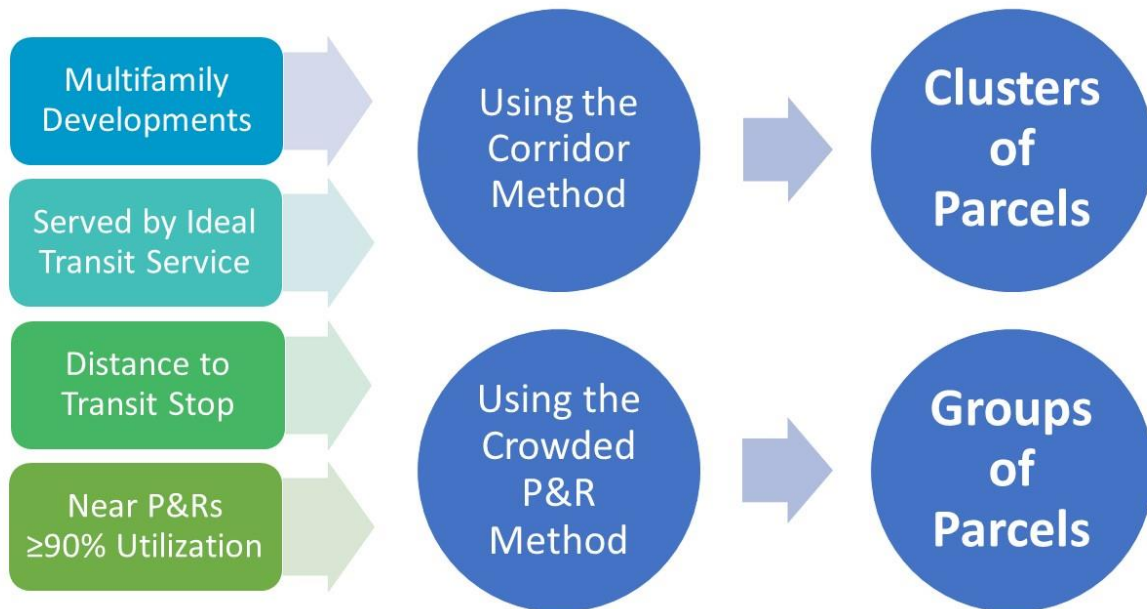 Multifamily
Developments
Served by Ideal
Transit Service
Distance to
Transit Stop
Near P&Rs
≥90% Utilization
Using the
Corridor
Method
Using the
Crowded
P&R
Method
Clusters
of
Parcels
Groups
of
Parcels